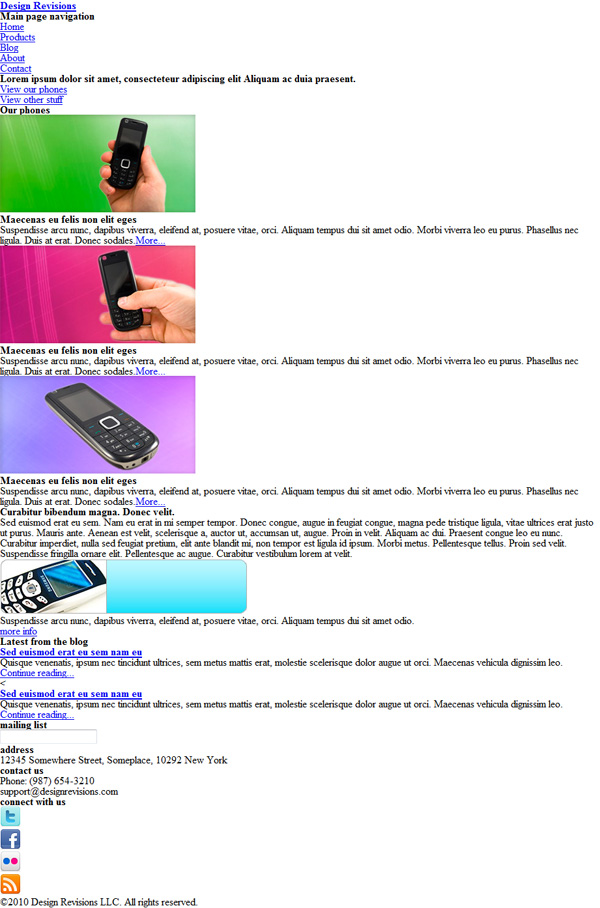 Design Revisions
Main page navigation
Home
Products
Blog
About
Contact
Lorem ipsum dolor sit amet, consecteteur adipiscing elit Aliquam ac duia praesent.
View our phones
View other stuff
Our phones
Maecenas eu felis non elit eges
Suspendisse arcu nunc, dapibus viverra, eleifend at, posuere vitae, orci. Aliquam tempus dui sit amet odio. Morbi viverra leo eu purus. Phasellus nec
ligula. Duis at erat. Donec sodales.More...
Maecenas eu felis non elit eges
Suspendisse arcu nunc, dapibus viverra, eleifend at, posuere vitae, orci. Aliquam tempus dui sit amet odio. Morbi viverra leo eu purus. Phasellus nec
ligula. Duis at erat. Donec sodales.More...
Maecenas eu felis non elit eges
Suspendisse arcu nunc, dapibus viverra, eleifend at, posuere vitae, orci. Aliquam tempus dui sit amet odio. Morbi viverra leo eu purus. Phasellus nec
ligula. Duis at erat. Donec sodales.More...
Curabitur bibendum magna. Donec velit.
Sed euismod erat eu sem. Nam eu erat in mi semper tempor. Donec congue, augue in feugiat congue, magna pede tristique ligula, vitae ultrices erat justo
ut purus. Mauris ante. Aenean est velit, scelerisque a, auctor ut, accumsan ut, augue. Proin in velit. Aliquam ac dui. Praesent congue leo eu nunc.
Curabitur imperdiet, nulla sed feugiat pretium, elit ante blandit mi, non tempor est ligula id ipsum. Morbi metus. Pellentesque tellus. Proin sed velit.
Suspendisse fringilla ornare elit. Pellentesque ac augue. Curabitur vestibulum lorem at velit.
Suspendisse arcu nunc, dapibus viverra, eleifend at, posuere vitae, orci. Aliquam tempus dui sit amet odio.
more info
Latest from the blog
Sed euismod erat eu sem nam eu
Quisque venenatis, ipsum nec tincidunt ultrices, sem metus mattis erat, molestie scelerisque dolor augue ut orci. Maecenas vehicula dignissim leo.
Continue reading...
<
Sed euismod erat eu sem nam eu
Quisque venenatis, ipsum nec tincidunt ultrices, sem metus mattis erat, molestie scelerisque dolor augue ut orci. Maecenas vehicula dignissim leo.
Continue reading...
mailing list
address
12345 Somewhere Street, Someplace, 10292 New York
contact us
Phone: (987) 654-3210
support@designrevisions.com
connect with us
©2010 Design Revisions LLC. All rights reserved.